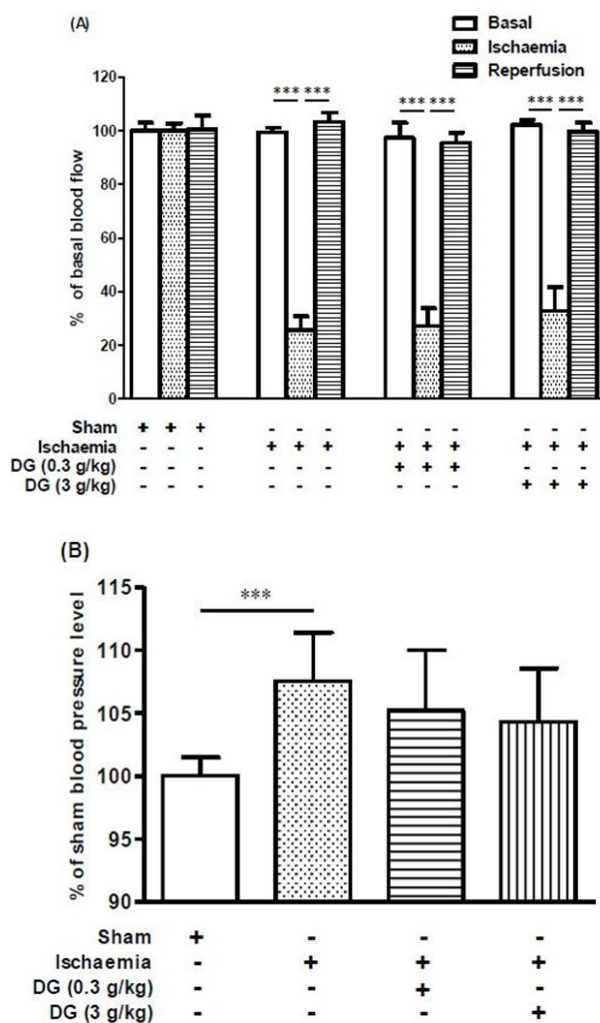 (A)
Basal
Ischaemia
Reperfusion
120
100
80
60
40
20
0
% of basal blood flow
*** ***
*** ***
*** ***
Sham + + + - - - - - - - - -
Ischaemia - - - + + + + + + + + +
DG (0.3 g/kg) - - - - - - + + + - - -
DG (3 g/kg) - - - - - - - - - + + +
(B)
115
110
105
100
95
90
% of sham blood pressure level
***
Sham + - - -
Ischaemia - + + +
DG (0.3 g/kg) - - + -
DG (3 g/kg) - - - +